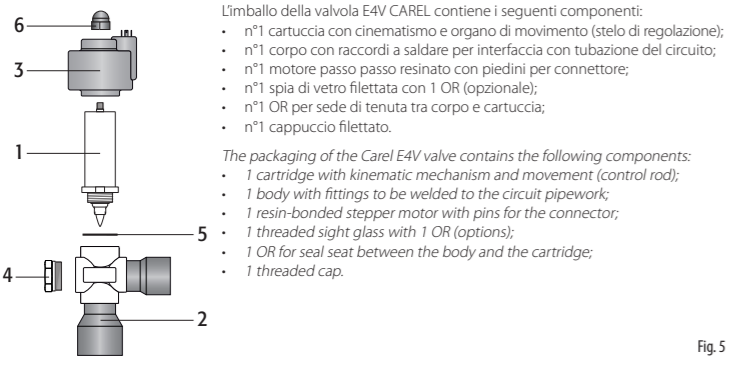 6
3
1
5
4
2
L'imballo della valvola E4V CAREL contiene i seguenti componenti:
• n°1 cartuccia con cinematismo e organo di movimento (stelo di regolazione);
• n°1 corpo con raccordi a saldare per interfaccia con tubazione del circuito;
• n°1 motore passo passo resinato con piedini per connettore;
• n°1 spia di vetro filettata con 1 OR (opzionale);
• n°1 OR per sede di tenuta tra corpo e cartuccia;
• n°1 cappuccio filettato.
The packaging of the Carel E4V valve contains the following components:
• 1 cartridge with kinematic mechanism and movement (control rod);
• 1 body with fittings to be welded to the circuit pipework;
• 1 resin-bonded stepper motor with pins for the connector;
• 1 threaded sight glass with 1 OR (options);
• 1 OR for seal seat between the body and the cartridge;
• 1 threaded cap.
Fig. 5